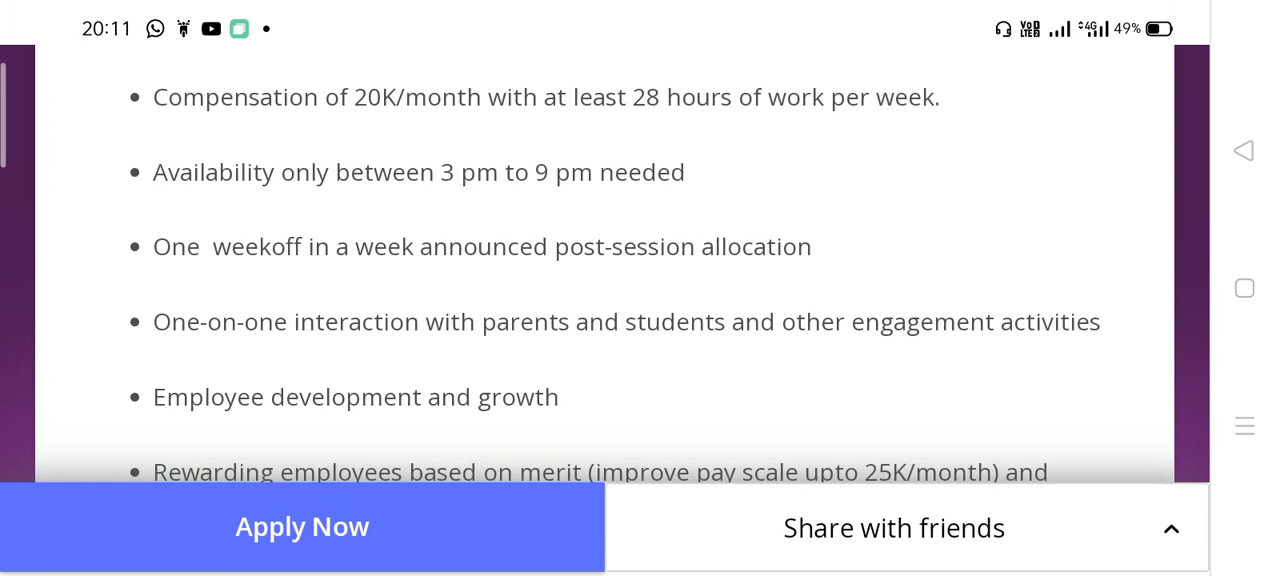 20:11
VoD LTE2 4G 49%
• Compensation of 20K/month with at least 28 hours of work per week.
• Availability only between 3 pm to 9 pm needed
• One  weekoff in a week announced post-session allocation
• One-on-one interaction with parents and students and other engagement activities
• Employee development and growth
• Rewarding employees based on merit (improve pay scale upto 25K/month) and
Apply Now
Share with friends